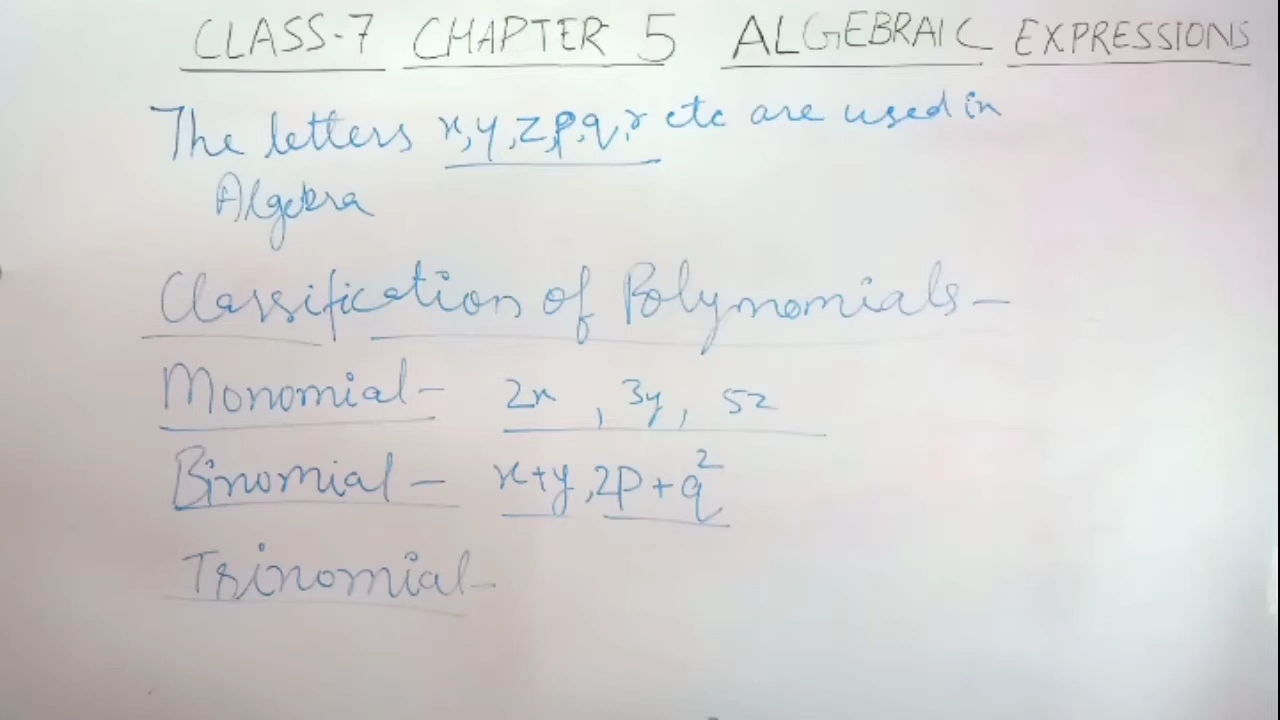 CLASS-7 CHAPTER 5 ALGEBRAIC EXPRESSIONS
The letters x, y, z, p, q, r etc are used in
Algebra
Classification of Polynomials-
Monomial- 2x, 3y, 5z
Binomial- x+y, 2p+q²
Trinomial-